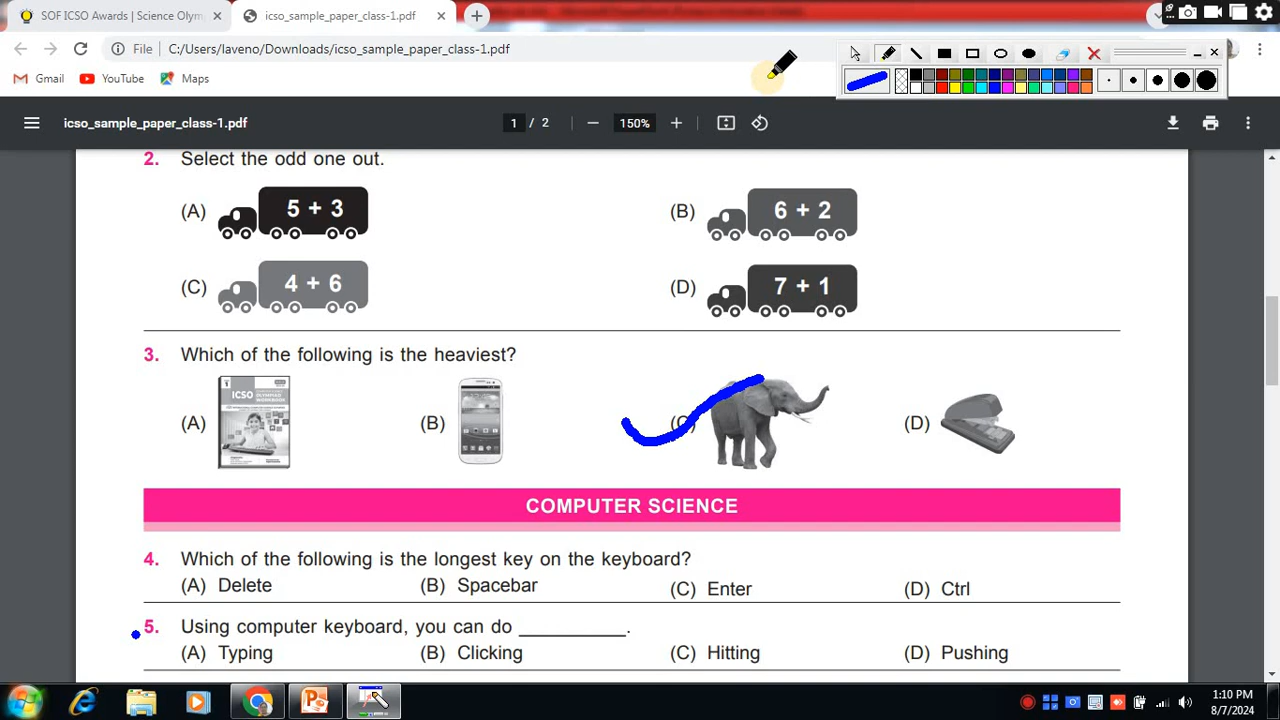 SOF ICSO Awards | Science Olym
icso_sample_paper_class-1.pdf
File C:/Users/laveno/Downloads/icso_sample_paper_class-1.pdf
Gmail YouTube Maps
icso_sample_paper_class-1.pdf 1 / 2 150%
2. Select the odd one out.
(A) 5 + 3 (B) 6 + 2
(C) 4 + 6 (D) 7 + 1
3. Which of the following is the heaviest?
(A) ICSO (B) (C) (D)
COMPUTER SCIENCE
4. Which of the following is the longest key on the keyboard?
(A) Delete (B) Spacebar (C) Enter (D) Ctrl
5. Using computer keyboard, you can do __________.
(A) Typing (B) Clicking (C) Hitting (D) Pushing
1:10 PM
8/7/2024